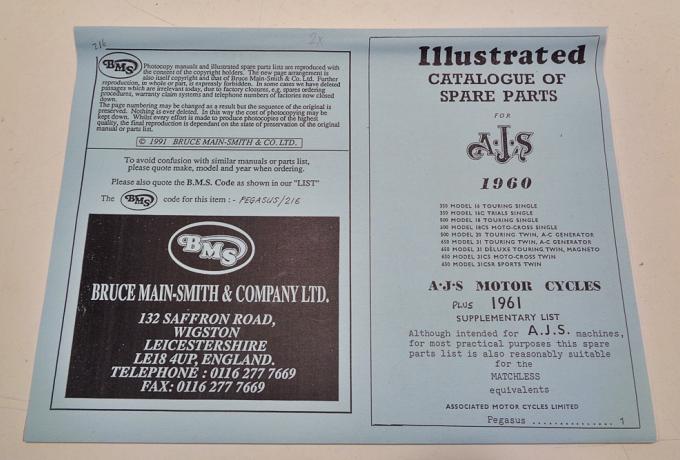 216
2x
BMS
Photocopy manuals and illustrated spare parts lists are reproduced with
the consent of the copyright holders. The new page arrangement is
also itself copyright and that of Bruce Main-Smith & Co. Ltd. Further
reproduction, in whole or part, is expressly forbidden. In some cases we have deleted
passages which are irrelevant today, due to factory closures, e.g. spares ordering
procedures, warranty claim systems and telephone numbers of factories now closed
down.
The page numbering may be changed as a result but the sequence of the original is
preserved. Nothing is ever deleted. In this way the cost of photocopying may be
kept down. Whilst every effort is made to produce photocopies of the highest
quality, the final reproduction is dependant on the state of preservation of the original
manual or parts list.
© 1991 BRUCE MAIN-SMITH & CO. LTD.
To avoid confusion with similar manuals or parts list,
please quote make, model and year when ordering.
Please also quote the B.M.S. Code as shown in our "LIST"
The BMS code for this item : - PEGASUS/216
BMS
BRUCE MAIN-SMITH & COMPANY LTD.
132 SAFFRON ROAD,
WIGSTON
LEICESTERSHIRE
LE18 4UP, ENGLAND.
TELEPHONE : 0116 277 7669
FAX: 0116 277 7669
Illustrated
CATALOGUE OF
SPARE PARTS
FOR
A·J·S
1960
350 MODEL 16 TOURING SINGLE
350 MODEL 16C TRIALS SINGLE
500 MODEL 18 TOURING SINGLE
500 MODEL 18CS MOTO-CROSS SINGLE
500 MODEL 20 TOURING TWIN, A-C GENERATOR
650 MODEL 31 TOURING TWIN, A-C GENERATOR
650 MODEL 31 DELUXE TOURING TWIN, MAGNETO
650 MODEL 31CS MOTO-CROSS TWIN
650 MODEL 31CSR SPORTS TWIN
A·J·S MOTOR CYCLES
PLUS 1961
SUPPLEMENTARY LIST
Although intended for A.J.S. machines,
for most practical purposes this spare
parts list is also reasonably suitable
for the
MATCHLESS
equivalents
ASSOCIATED MOTOR CYCLES LIMITED
Pegasus ............... 1